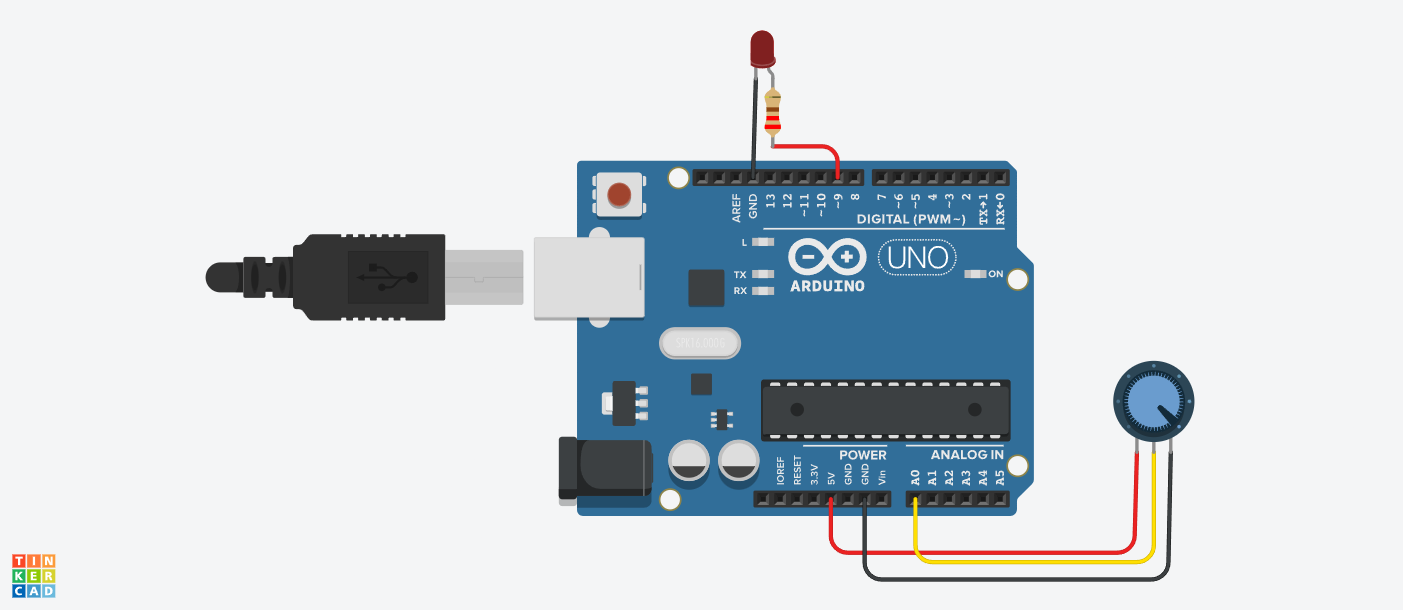 AREF
GND
13
12
~11
~10
~9
8
7
~6
~5
4
~3
2
TX→1
RX←0
DIGITAL (PWM~)
L
TX
RX
UNO
ON
ARDUINO
POWER
ANALOG IN
IOREF
RESET
3.3V
5V
GND
GND
Vin
A0
A1
A2
A3
A4
A5
TIN
KER
CAD